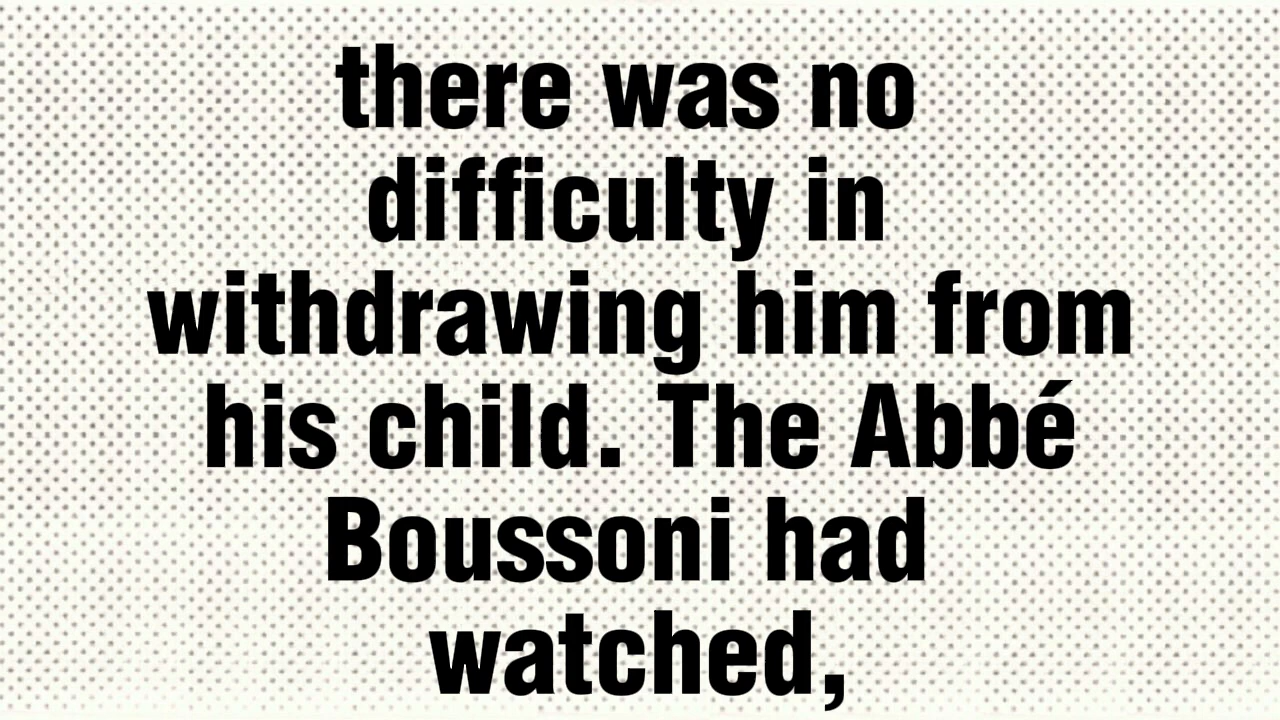 there was no
difficulty in
withdrawing him from
his child. The Abbé
Boussoni had
watched,